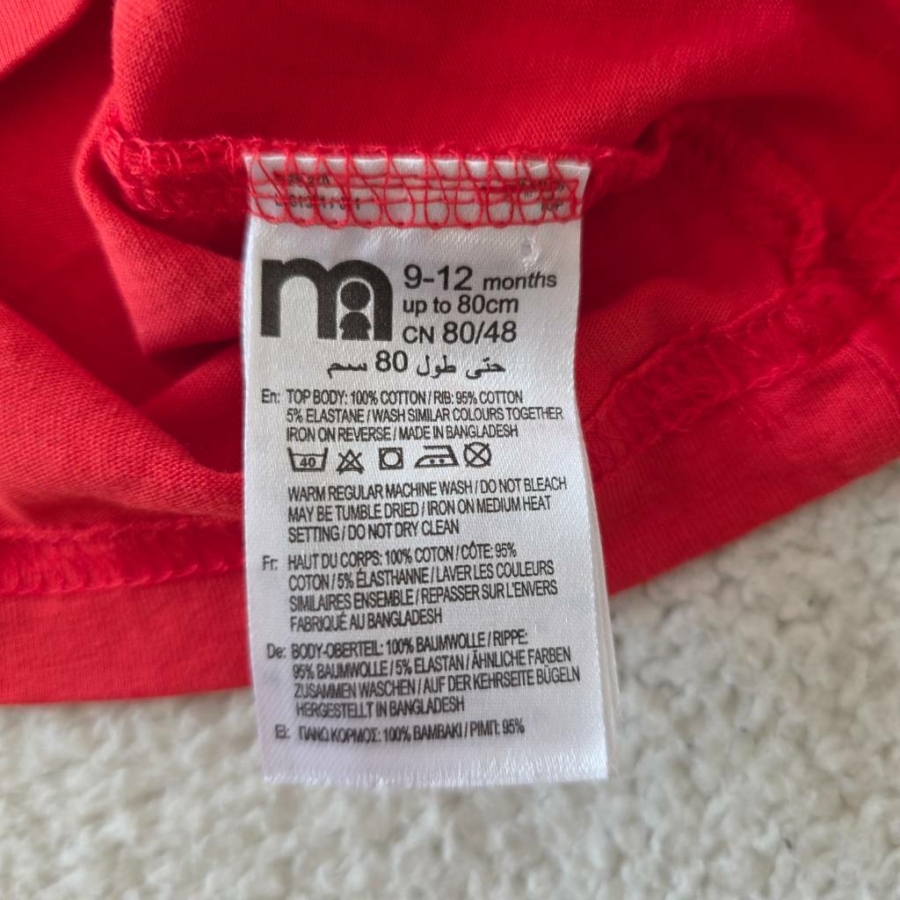 m
9-12 months
up to 80cm
CN 80/48
حتى طول 80 سم
En: TOP BODY: 100% COTTON / RIB: 95% COTTON
5% ELASTANE / WASH SIMILAR COLOURS TOGETHER
IRON ON REVERSE / MADE IN BANGLADESH
40
WARM REGULAR MACHINE WASH / DO NOT BLEACH
MAY BE TUMBLE DRIED / IRON ON MEDIUM HEAT
SETTING / DO NOT DRY CLEAN
Fr: HAUT DU CORPS: 100% COTON / CÔTE: 95%
COTON / 5% ÉLASTHANNE / LAVER LES COULEURS
SIMILAIRES ENSEMBLE / REPASSER SUR L'ENVERS
FABRIQUÉ AU BANGLADESH
De: BODY-OBERTEIL: 100% BAUMWOLLE / RIPPE:
95% BAUMWOLLE / 5% ELASTAN / ÄHNLICHE FARBEN
ZUSAMMEN WASCHEN / AUF DER KEHRSEITE BÜGELN
HERGESTELLT IN BANGLADESH
El: ΠΑΝΩ ΚΟΡΜΟΣ: 100% ΒΑΜΒΑΚΙ / ΡΙΜΠ: 95%